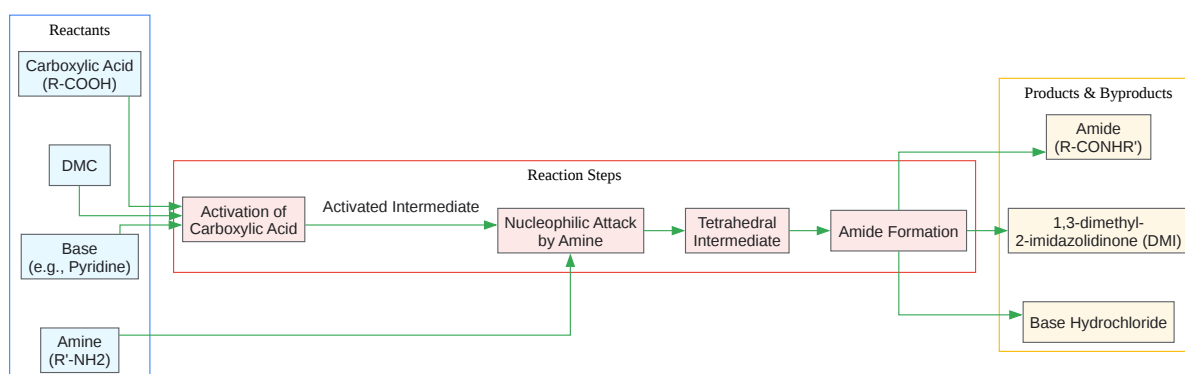 Reactants
Carboxylic Acid
(R-COOH)
DMC
Base
(e.g., Pyridine)
Amine
(R'-NH2)
Reaction Steps
Activation of
Carboxylic Acid
Activated Intermediate
Nucleophilic Attack
by Amine
Tetrahedral
Intermediate
Amide Formation
Products & Byproducts
Amide
(R-CONHR')
1,3-dimethyl-
2-imidazolidinone (DMI)
Base Hydrochloride